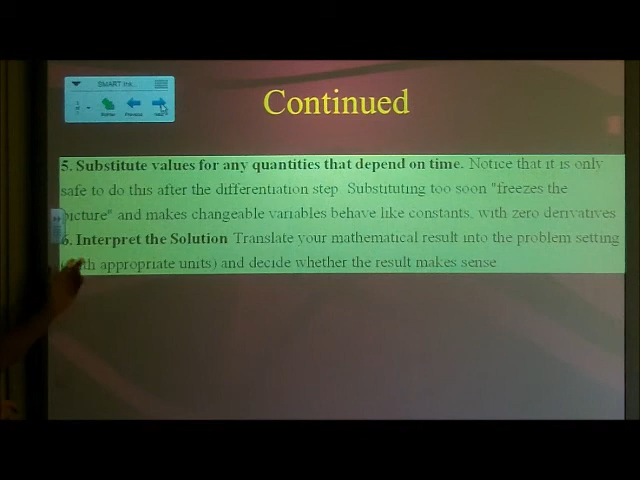 SMART Ink...
Previous
Continued
5. Substitute values for any quantities that depend on time. Notice that it is only
safe to do this after the differentiation step. Substituting too soon "freezes the
picture" and makes changeable variables behave like constants, with zero derivatives
6. Interpret the Solution Translate your mathematical result into the problem setting
appropriate units) and decide whether the result makes sense